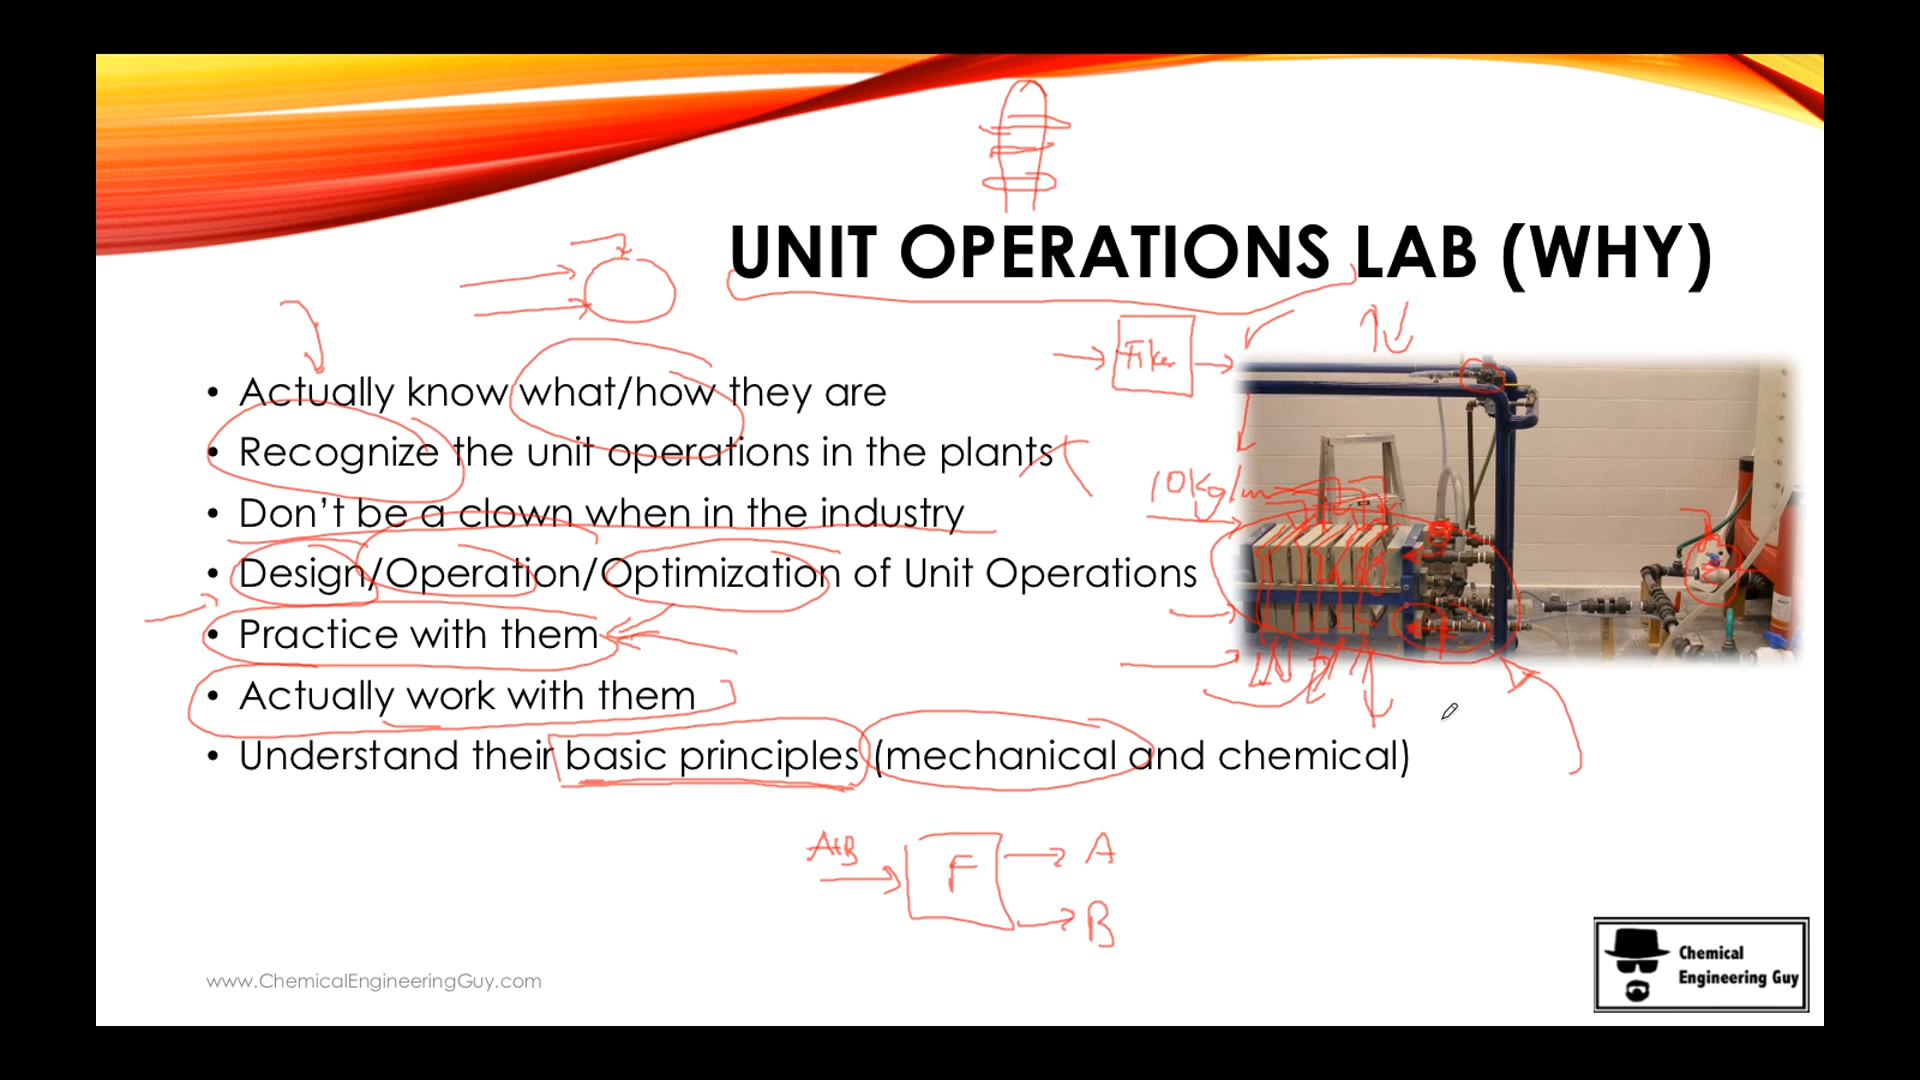 UNIT OPERATIONS LAB (WHY)
• Actually know what/how they are
• Recognize the unit operations in the plants
• Don’t be a clown when in the industry
• Design/Operation/Optimization of Unit Operations
• Practice with them
• Actually work with them
• Understand their basic principles (mechanical and chemical)
10kg/m
A+B
F
A
B
www.ChemicalEngineeringGuy.com
Chemical
Engineering Guy